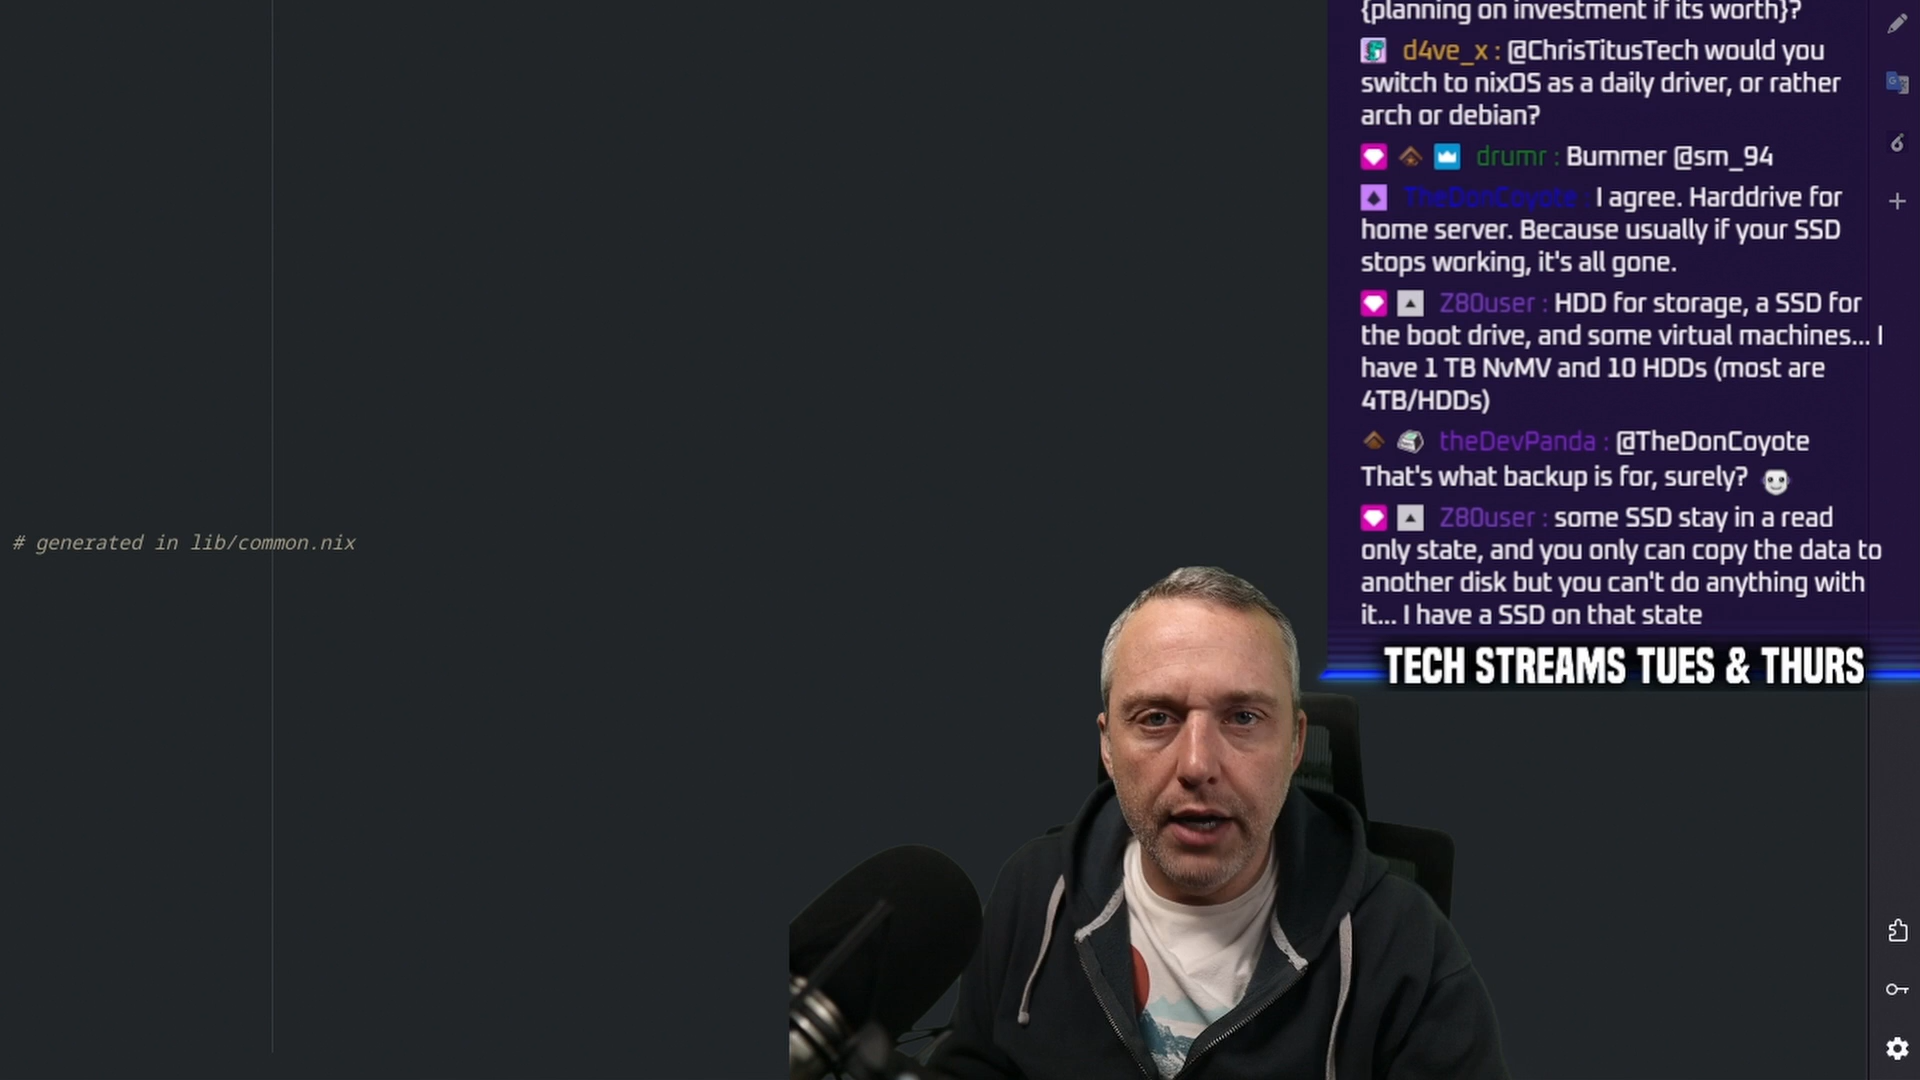 {planning on investment if its worth}?
d4ve_x : @ChrisTitusTech would you
switch to nixOS as a daily driver, or rather
arch or debian?
drumr : Bummer @sm_94
TheDonCoyote : I agree. Harddrive for
home server. Because usually if your SSD
stops working, it's all gone.
Z80user : HDD for storage, a SSD for
the boot drive, and some virtual machines... I
have 1 TB NvMV and 10 HDDs (most are
4TB/HDDs)
theDevPanda : @TheDonCoyote
That's what backup is for, surely?
Z80user : some SSD stay in a read
only state, and you only can copy the data to
another disk but you can't do anything with
it... I have a SSD on that state
TECH STREAMS TUES & THURS
# generated in lib/common.nix